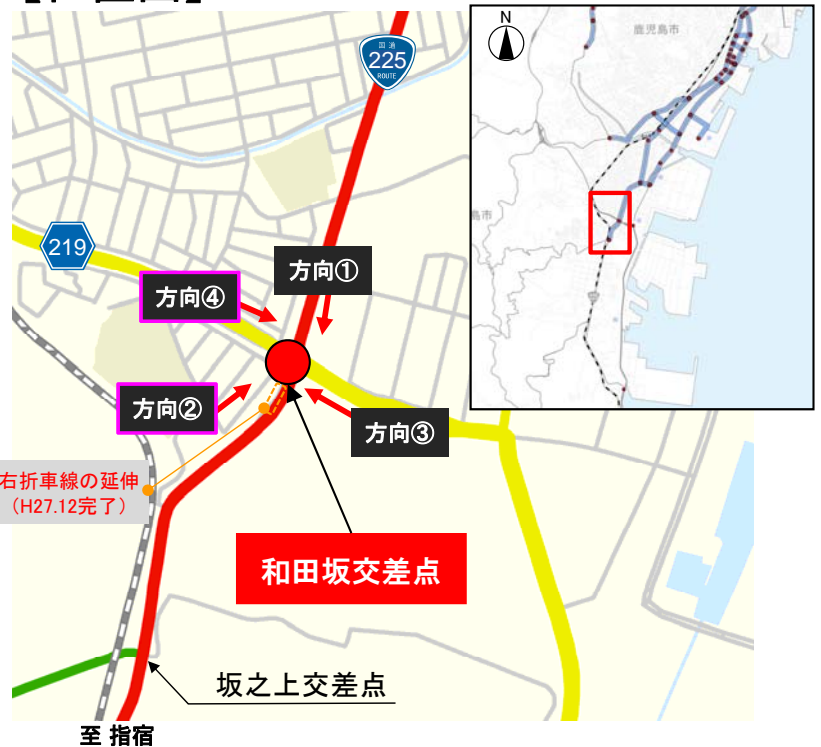 国道
225
ROUTE
N
鹿児島市
島市
219
方向①
方向④
方向②
方向③
右折車線の延伸
（H27.12完了）
和田坂交差点
坂之上交差点
至 指宿